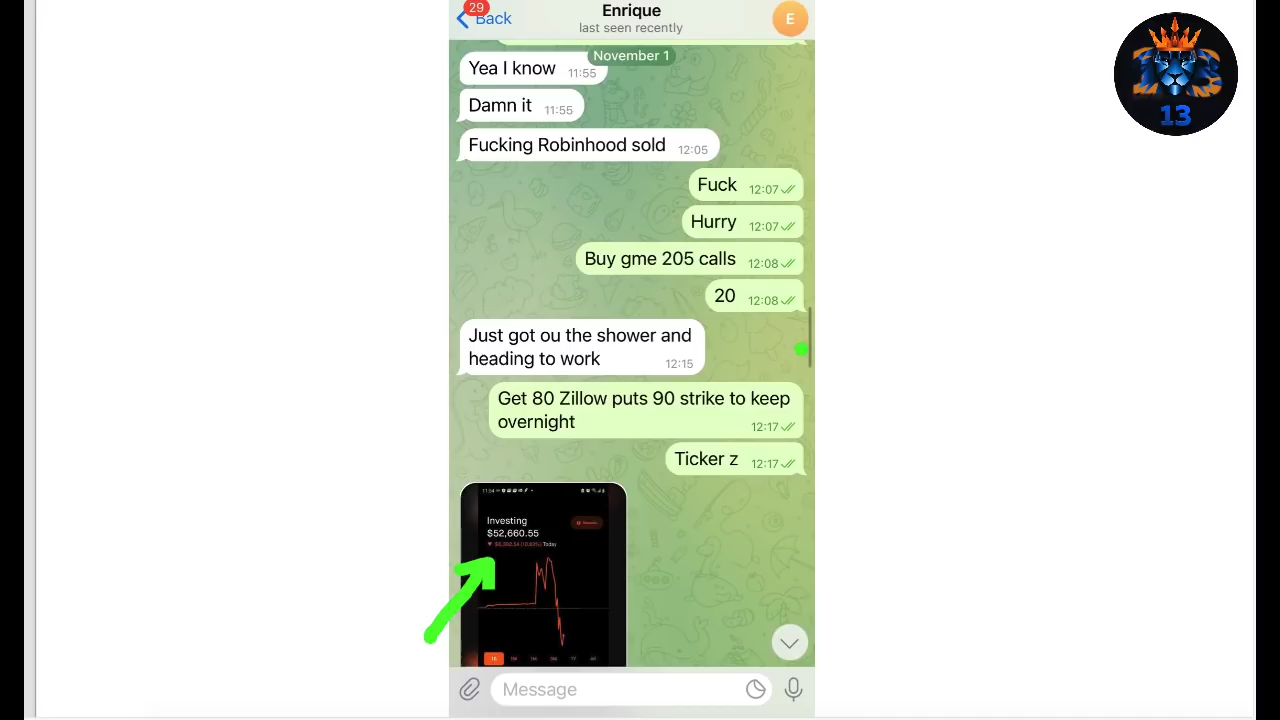 29
Back
Enrique
last seen recently
E
November 1
Yea I know 11:55
Damn it 11:55
Fucking Robinhood sold 12:05
Fuck 12:07
Hurry 12:07
Buy gme 205 calls 12:08
20 12:08
Just got ou the shower and
heading to work 12:15
Get 80 Zillow puts 90 strike to keep
overnight 12:17
Ticker z 12:17
Investing
$52,660.55
Today
Message
13